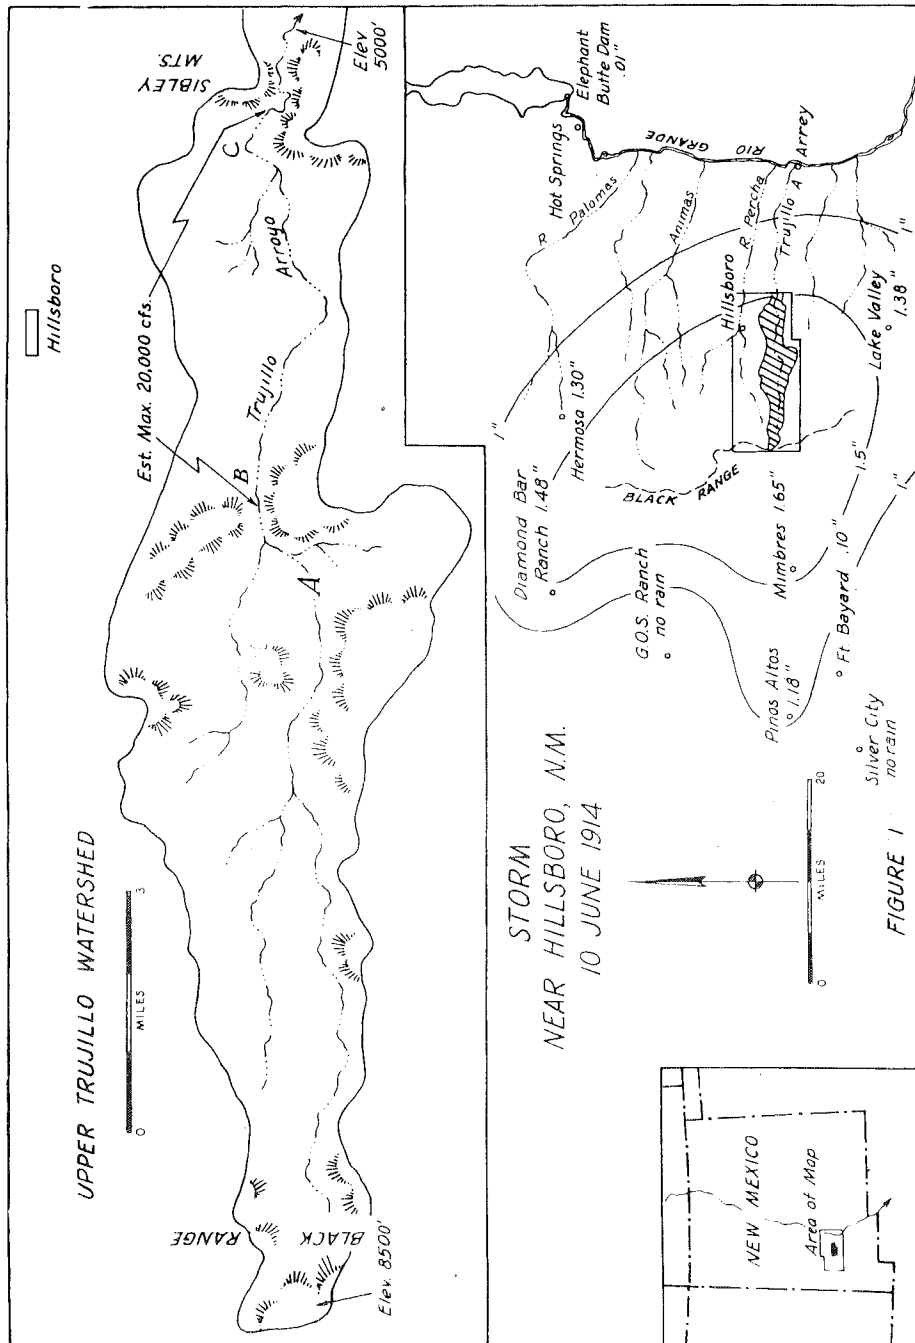 UPPER TRUJILLO WATERSHED
0
MILES
3
Hillsboro
SIBLEY
MTS.
Elev
5000'
Est. Max. 20,000 cfs.
C
B
A
Trujillo
Arroyo
BLACK
RANGE
Elev. 8500'
STORM
NEAR HILLSBORO, N.M.
10 JUNE 1914
0
MILES
20
Elephant
Butte Dam
.01"
Hot Springs
RIO
GRANDE
R. Palomas
Animas
R. Percha
Trujillo A
Arrey
Hillsboro
1"
Hermosa 1.30"
Diamond Bar
Ranch 1.48"
BLACK RANGE
G.O.S. Ranch
no rain
Mimbres 1.65"
Lake Valley
1.38"
1"
1.5"
1"
Ft Bayard .10"
Pinos Altos
1.18"
Silver City
no rain
FIGURE 1
NEW MEXICO
Area of Map